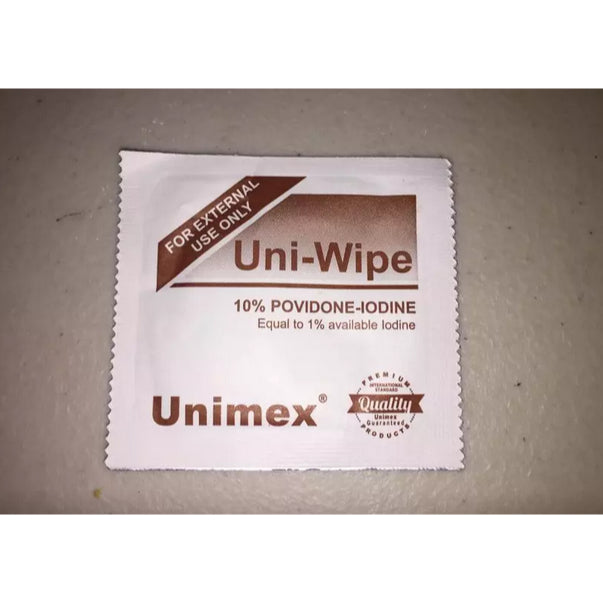 FOR EXTERNAL
USE ONLY
Uni-Wipe
10% POVIDONE-IODINE
Equal to 1% available Iodine
Unimex®
PREMIUM
INTERNATIONAL
STANDARD
Quality
Unimex
Guaranteed
PRODUCTS